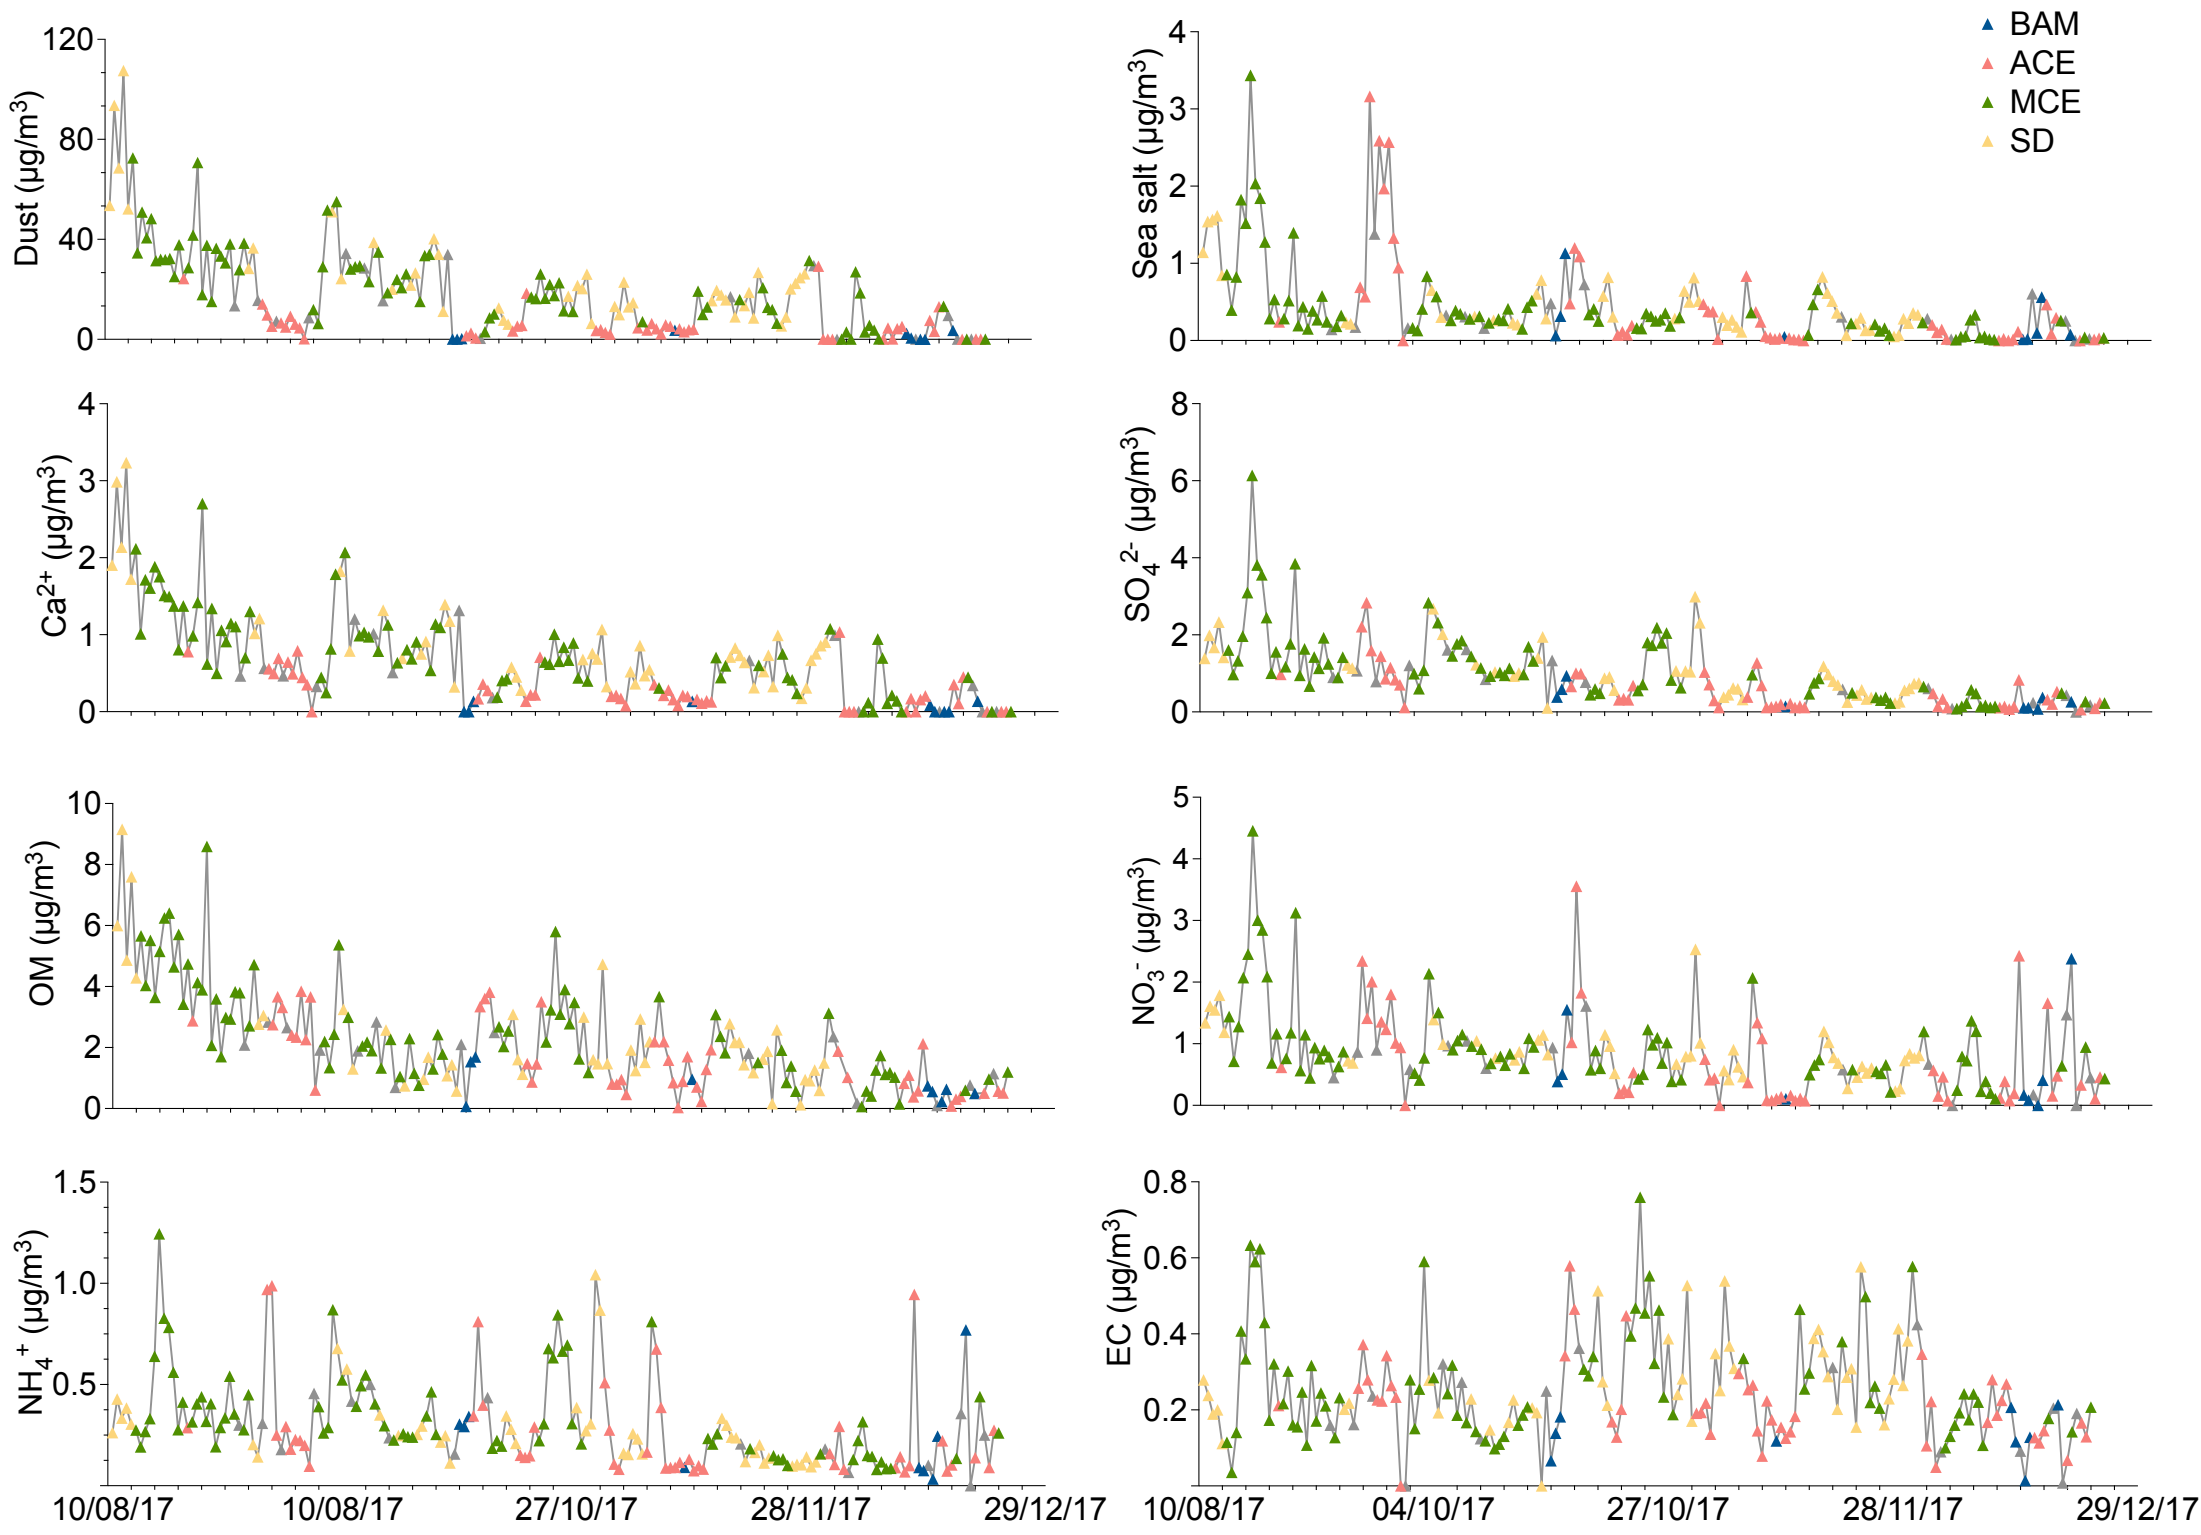 BAM
ACE
MCE
SD
Dust (µg/m³)
120
80
40
0
Sea salt (µg/m³)
4
3
2
1
0
Ca²⁺ (µg/m³)
4
3
2
1
0
SO₄²⁻ (µg/m³)
8
6
4
2
0
OM (µg/m³)
10
8
6
4
2
0
NO₃⁻ (µg/m³)
5
4
3
2
1
0
NH₄⁺ (µg/m³)
1.5
1.0
0.5
10/08/17 10/08/17 27/10/17 28/11/17 29/12/17
EC (µg/m³)
0.8
0.6
0.4
0.2
10/08/17 04/10/17 27/10/17 28/11/17 29/12/17